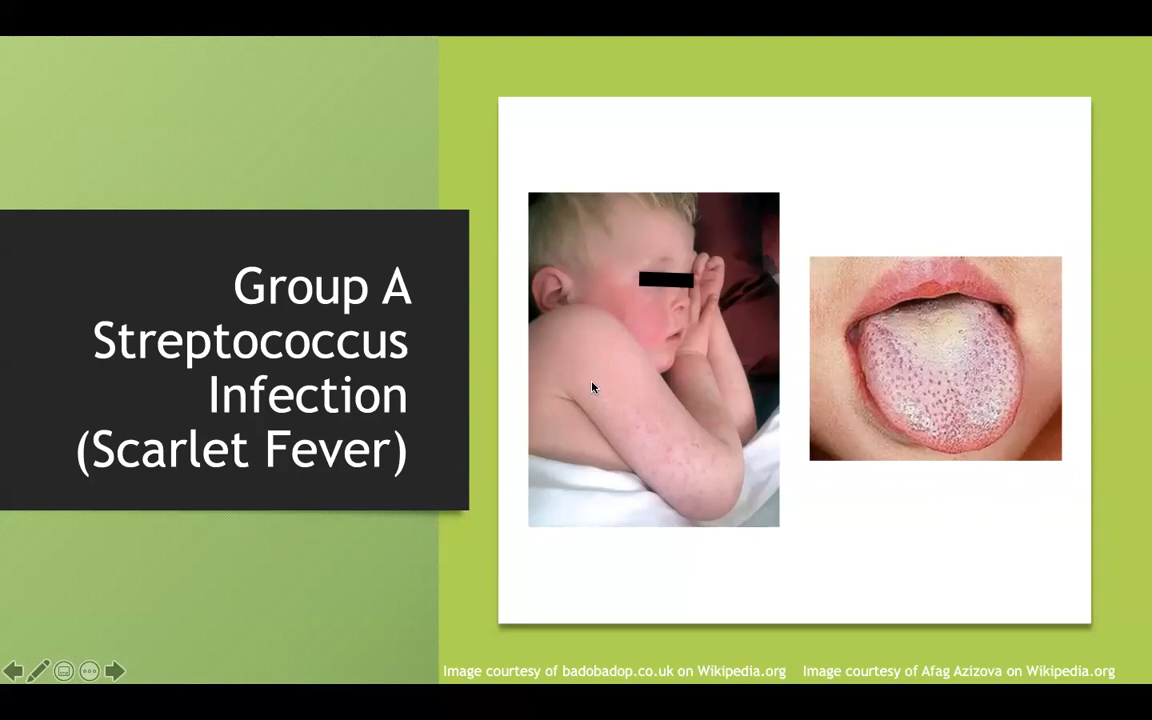 Group A
Streptococcus
Infection
(Scarlet Fever)
Image courtesy of badobadop.co.uk on Wikipedia.org
Image courtesy of Afag Azizova on Wikipedia.org